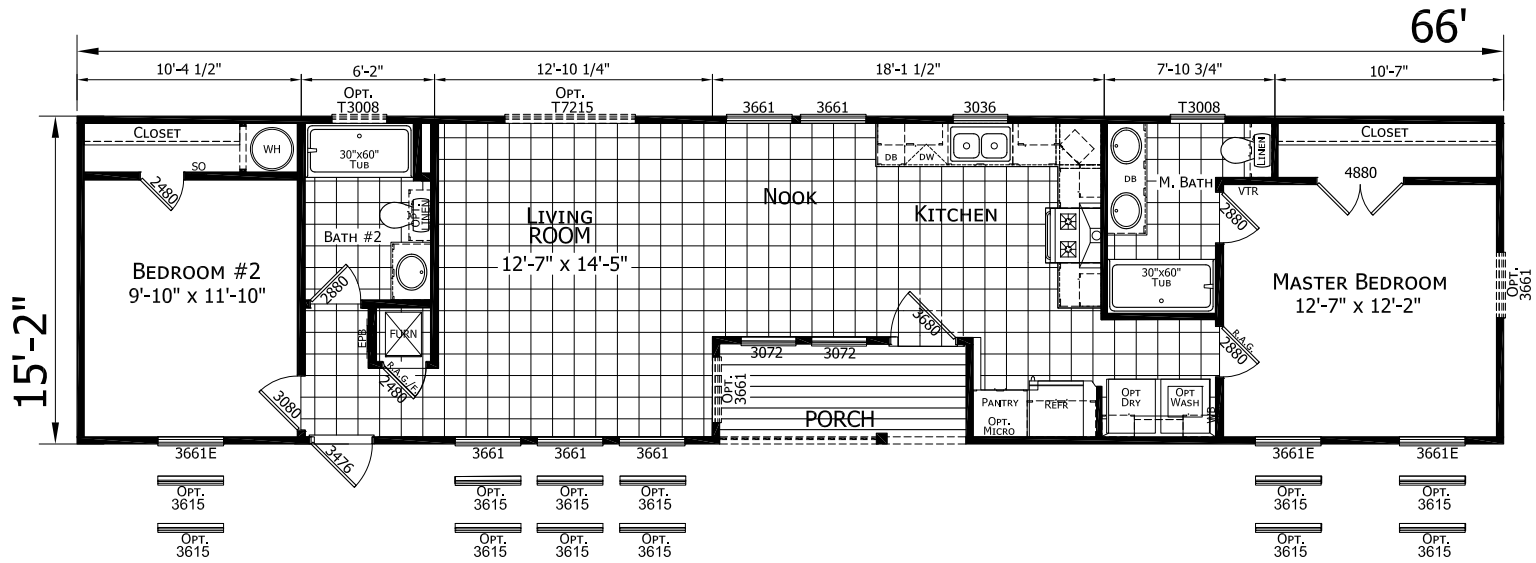 66'
10'-4 1/2"
6'-2"
12'-10 1/4"
18'-1 1/2"
7'-10 3/4"
10'-7"
OPT.
T3008
OPT.
T7215
3661
3661
3036
T3008
CLOSET
WH
SO
2480
30"x60"
TUB
OPT.
LINEN
BATH #2
2880
EPB
FURN
R.A.G./F
2480
BEDROOM #2
9'-10" x 11'-10"
3080
3476
15'-2"
LIVING
ROOM
12'-7" x 14'-5"
NOOK
KITCHEN
DB
DW
3680
3072
3072
OPT.
3661
PORCH
PANTRY
OPT.
MICRO
REFR
DB
M. BATH
LINEN
VTR
2880
30"x60"
TUB
R.A.G.
2880
OPT
DRY
OPT
WASH
WB
CLOSET
4880
MASTER BEDROOM
12'-7" x 12'-2"
OPT.
3661
3661E
3661
3661
3661
3661E
3661E
OPT.
3615
OPT.
3615
OPT.
3615
OPT.
3615
OPT.
3615
OPT.
3615
OPT.
3615
OPT.
3615
OPT.
3615
OPT.
3615
OPT.
3615
OPT.
3615